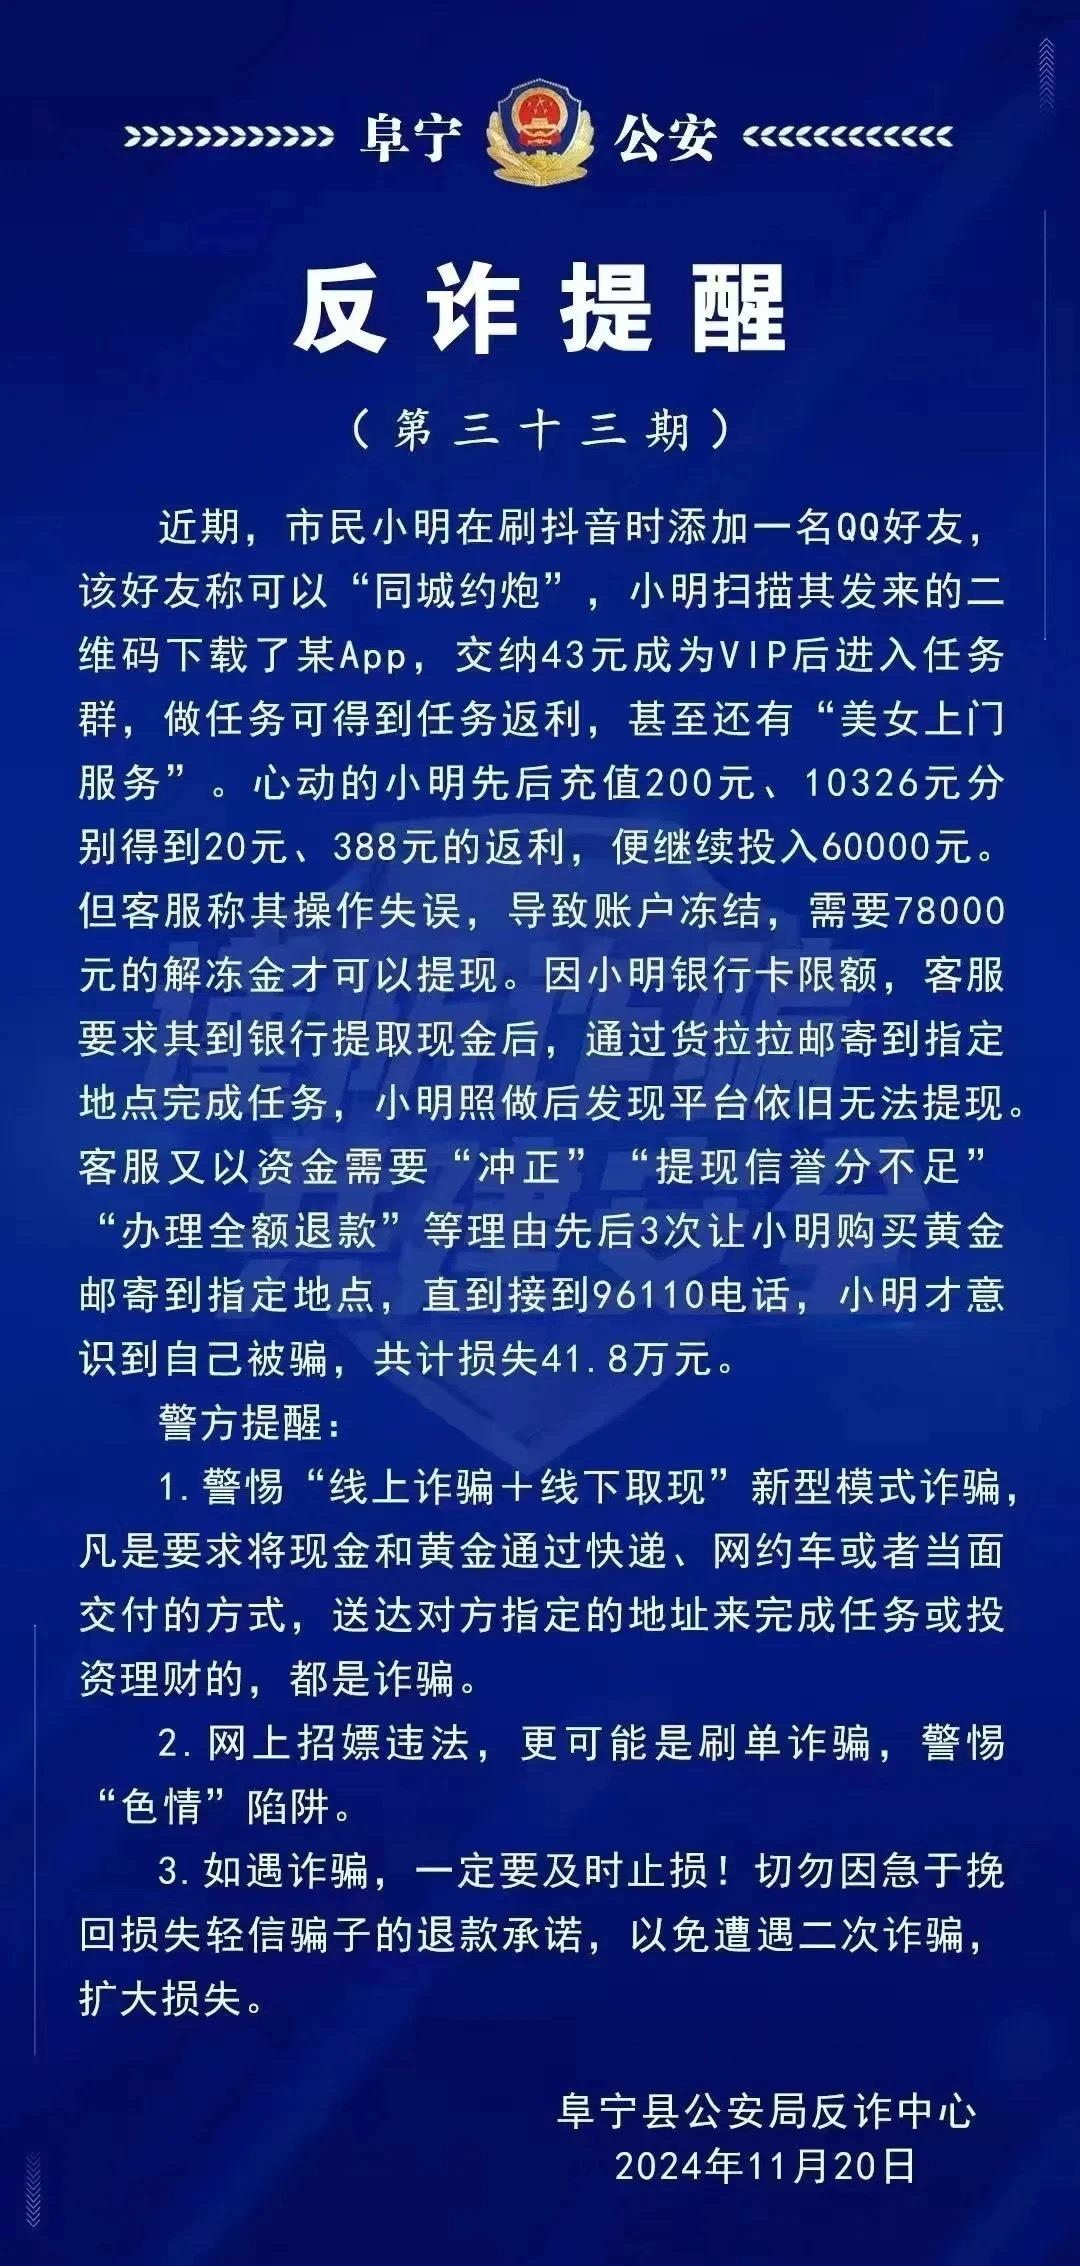 阜宁 公安
反诈提醒
（第三十三期）
近期，市民小明在刷抖音时添加一名QQ好友，
该好友称可以“同城约炮”，小明扫描其发来的二
维码下载了某App，交纳43元成为VIP后进入任务
群，做任务可得到任务返利，甚至还有“美女上门
服务”。心动的小明先后充值200元、10326元分
别得到20元、388元的返利，便继续投入60000元。
但客服称其操作失误，导致账户冻结，需要78000
元的解冻金才可以提现。因小明银行卡限额，客服
要求其到银行提取现金后，通过货拉拉邮寄到指定
地点完成任务，小明照做后发现平台依旧无法提现。
客服又以资金需要“冲正”“提现信誉分不足”
“办理全额退款”等理由先后3次让小明购买黄金
邮寄到指定地点，直到接到96110电话，小明才意
识到自己被骗，共计损失41.8万元。
警方提醒：
1.警惕“线上诈骗＋线下取现”新型模式诈骗，
凡是要求将现金和黄金通过快递、网约车或者当面
交付的方式，送达对方指定的地址来完成任务或投
资理财的，都是诈骗。
2.网上招嫖违法，更可能是刷单诈骗，警惕
“色情”陷阱。
3.如遇诈骗，一定要及时止损！切勿因急于挽
回损失轻信骗子的退款承诺，以免遭遇二次诈骗，
扩大损失。
阜宁县公安局反诈中心
2024年11月20日